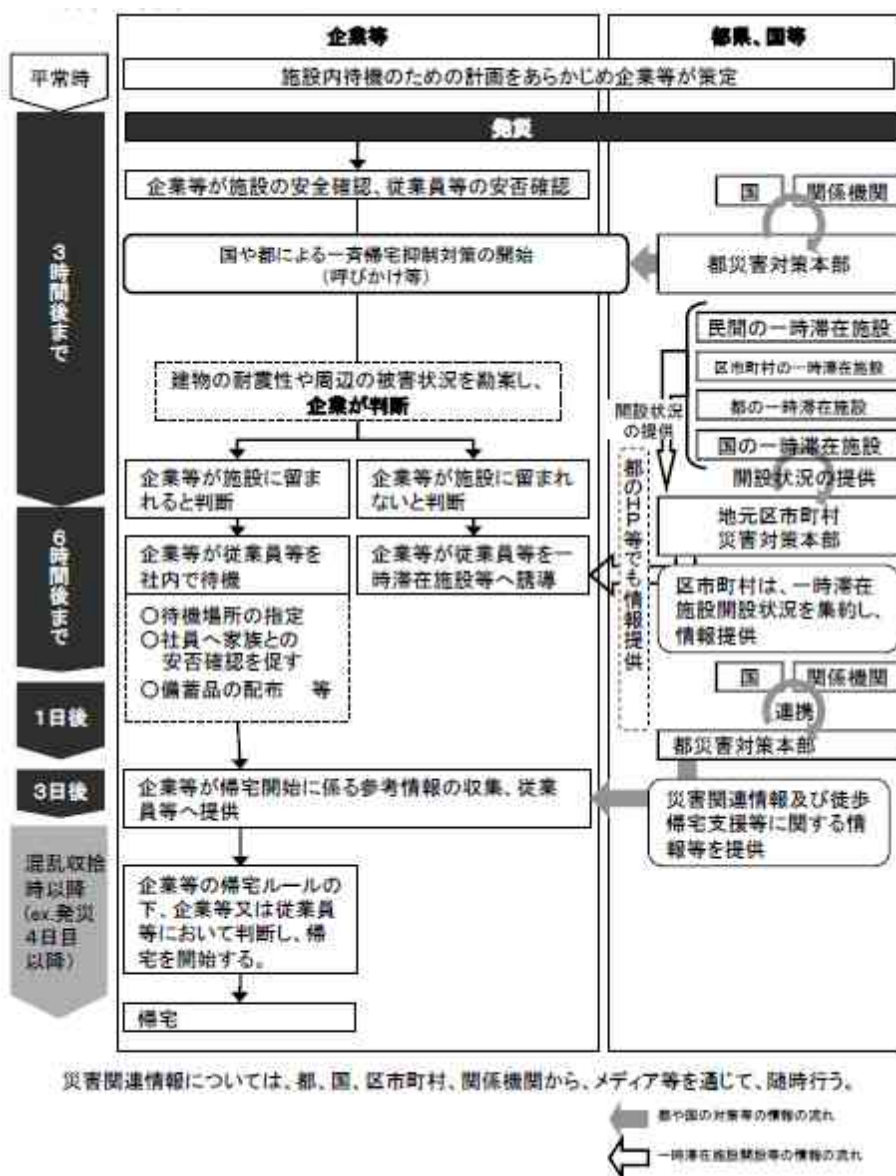 企業等
都県、国等
平常時
施設内待機のための計画をあらかじめ企業等が策定
発災
3時間後まで
企業等が施設の安全確認、従業員等の安否確認
国
関係機関
国や都による一斉帰宅抑制対策の開始
(呼びかけ等)
都災害対策本部
民間の一時滞在施設
区市町村の一時滞在施設
都の一時滞在施設
国の一時滞在施設
建物の耐震性や周辺の被害状況を勘案し、
企業が判断
開設状況
の提供
開設状況の提供
企業等が施設に留ま
れると判断
企業等が施設に留まれ
ないと判断
都のHP等でも情報提供
地元区市町村
災害対策本部
6時間後まで
企業等が従業員等を
社内で待機
企業等が従業員等を一
時滞在施設等へ誘導
○待機場所の指定
○社員へ家族との
安否確認を促す
○備蓄品の配布 等
区市町村は、一時滞在
施設開設状況を集約し、
情報提供
国
関係機関
連携
1日後
都災害対策本部
3日後
企業等が帰宅開始に係る参考情報の収集、従業
員等へ提供
災害関連情報及び徒歩
帰宅支援等に関する情
報等を提供
混乱収拾
時以降
(ex.発災
4日目
以降)
企業等の帰宅ルールの
下、企業等又は従業員
等において判断し、帰
宅を開始する。
帰宅
災害関連情報については、都、国、区市町村、関係機関から、メディア等を通じて、随時行う。
都や国の対策等の情報の流れ
一時滞在施設開設等の情報の流れ